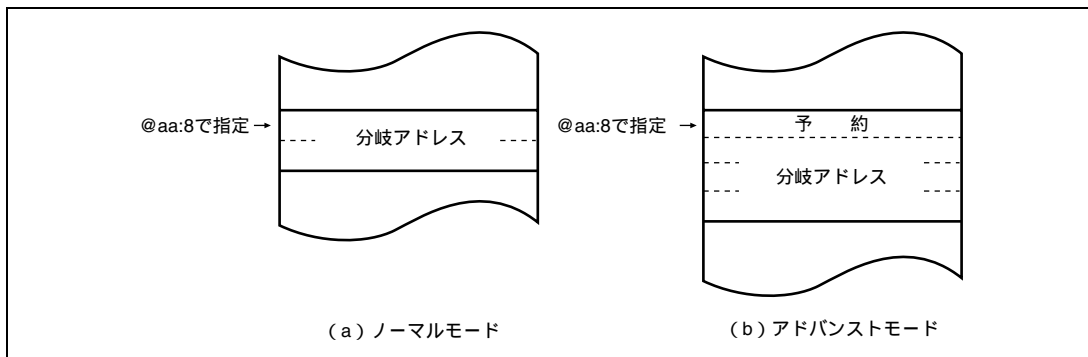 @aa:8で指定→
分岐アドレス
@aa:8で指定 →
予 約
分岐アドレス
(a)ノーマルモード
(b)アドバンストモード